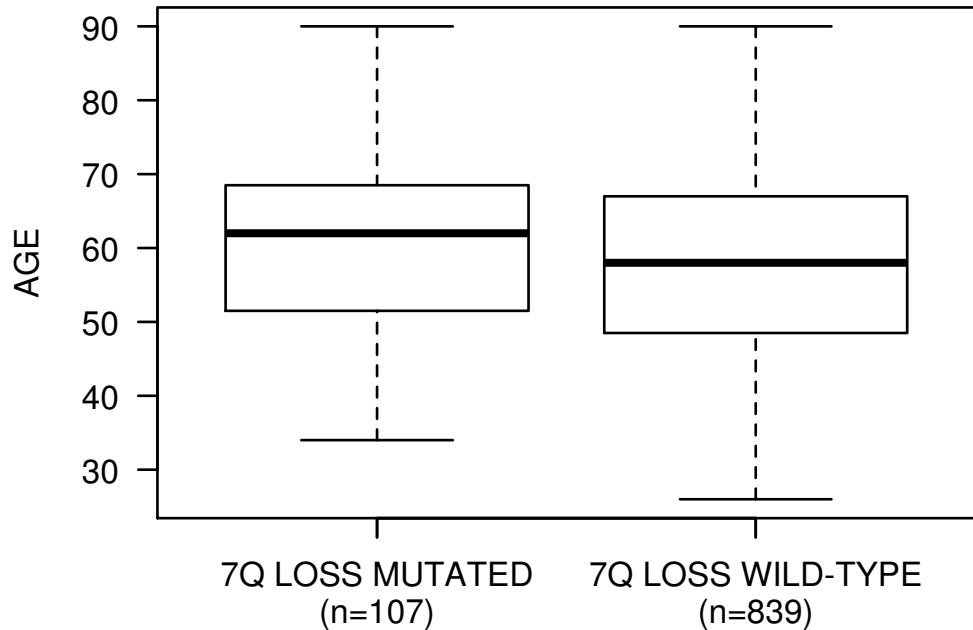 90
80
70
60
50
40
30
AGE
7Q LOSS MUTATED
(n=107)
7Q LOSS WILD-TYPE
(n=839)